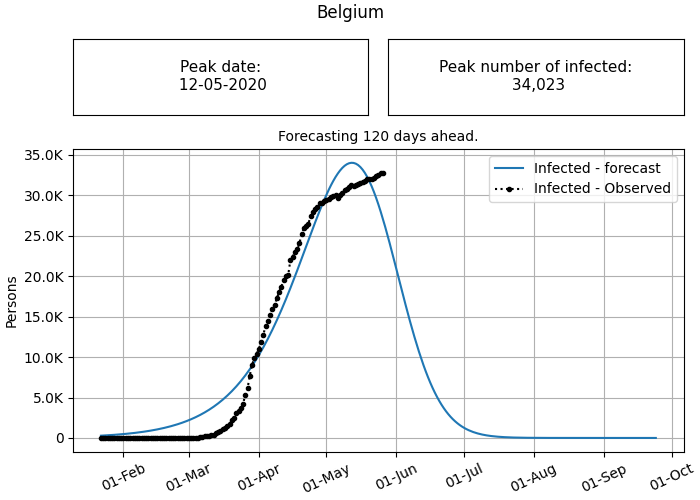 Belgium
Peak date:
12-05-2020
Peak number of infected:
34,023
Forecasting 120 days ahead.
Infected - forecast
Infected - Observed
35.0K
30.0K
25.0K
20.0K
15.0K
10.0K
5.0K
0
Persons
01-Feb
01-Mar
01-Apr
01-May
01-Jun
01-Jul
01-Aug
01-Sep
01-Oct